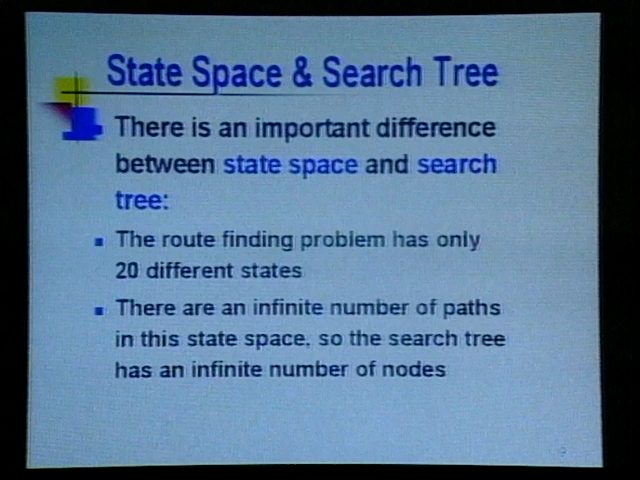 State Space & Search Tree
There is an important difference
between state space and search
tree:
The route finding problem has only
20 different states
There are an infinite number of paths
in this state space, so the search tree
has an infinite number of nodes